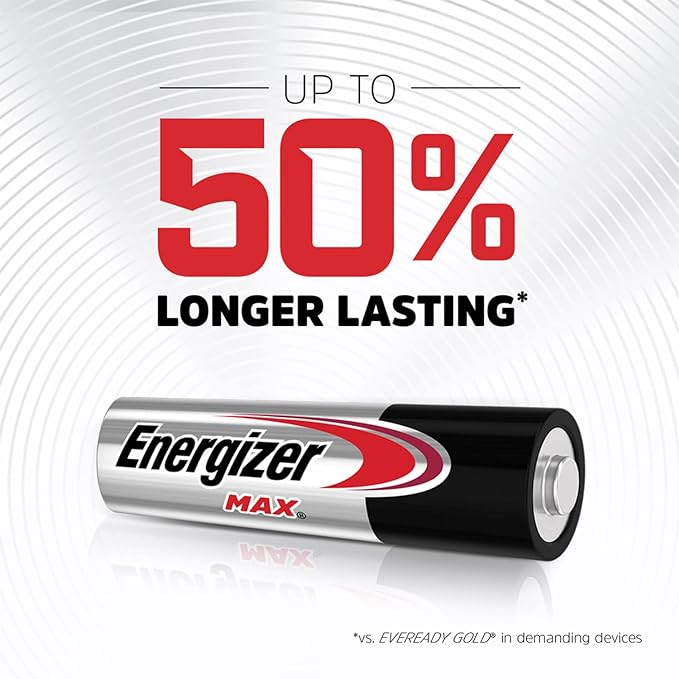 UP TO
50%
LONGER LASTING*
Energizer
MAX®
*vs. EVEREADY GOLD® in demanding devices